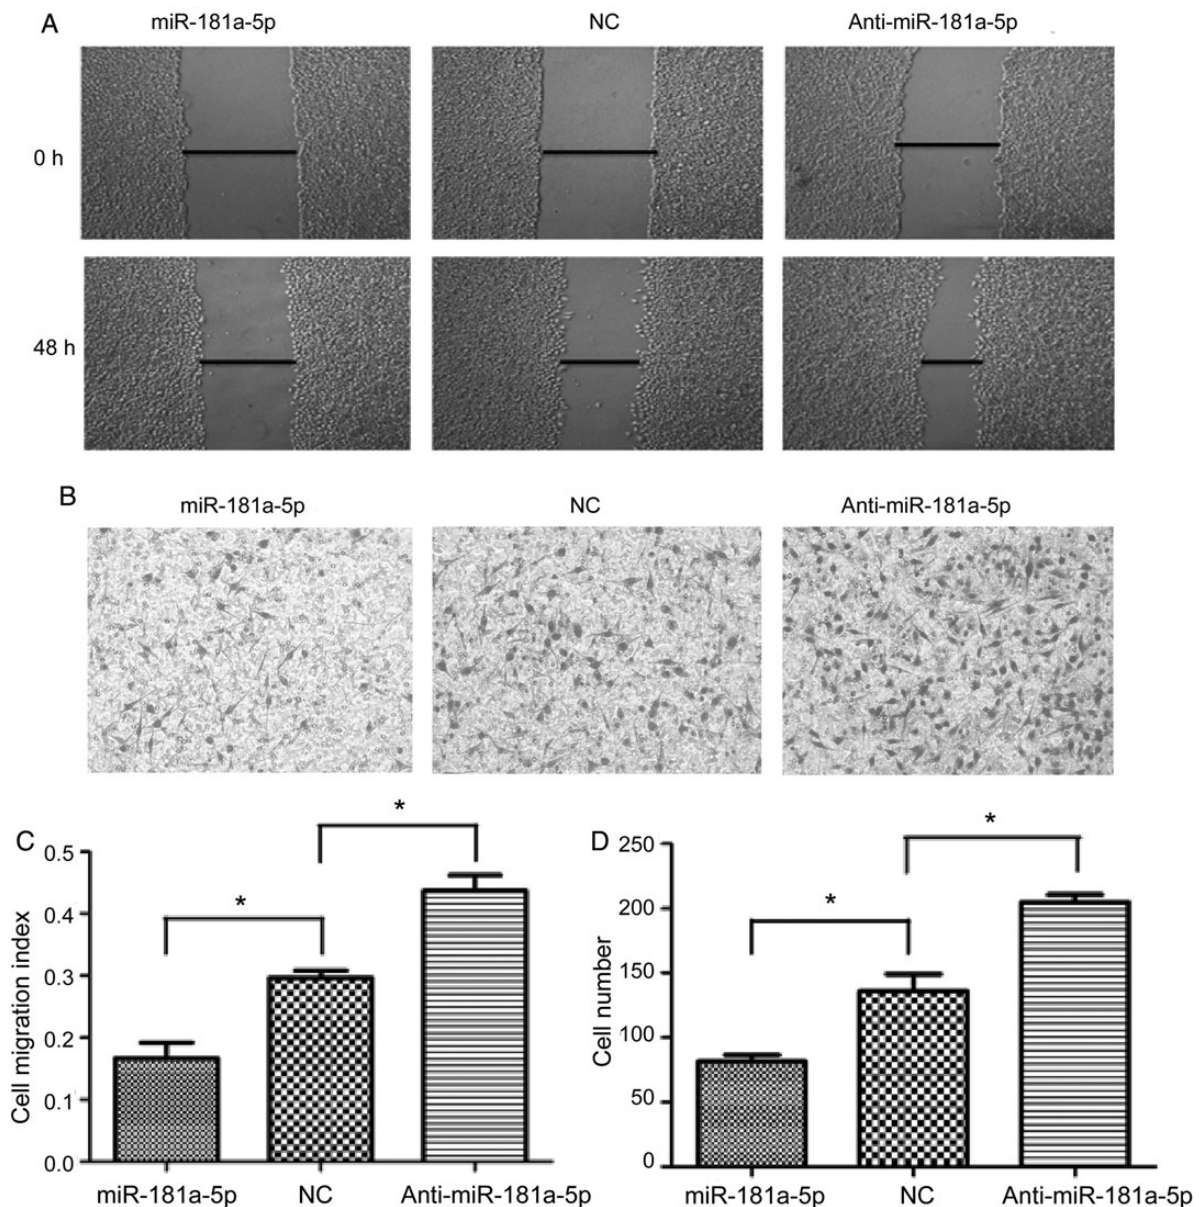 A
miR-181a-5p NC Anti-miR-181a-5p
0 h
48 h
B
miR-181a-5p NC Anti-miR-181a-5p
C
*
*
Cell migration index
0.5
0.4
0.3
0.2
0.1
0.0
miR-181a-5p NC Anti-miR-181a-5p
D
*
*
Cell number
250
200
150
100
50
0
miR-181a-5p NC Anti-miR-181a-5p